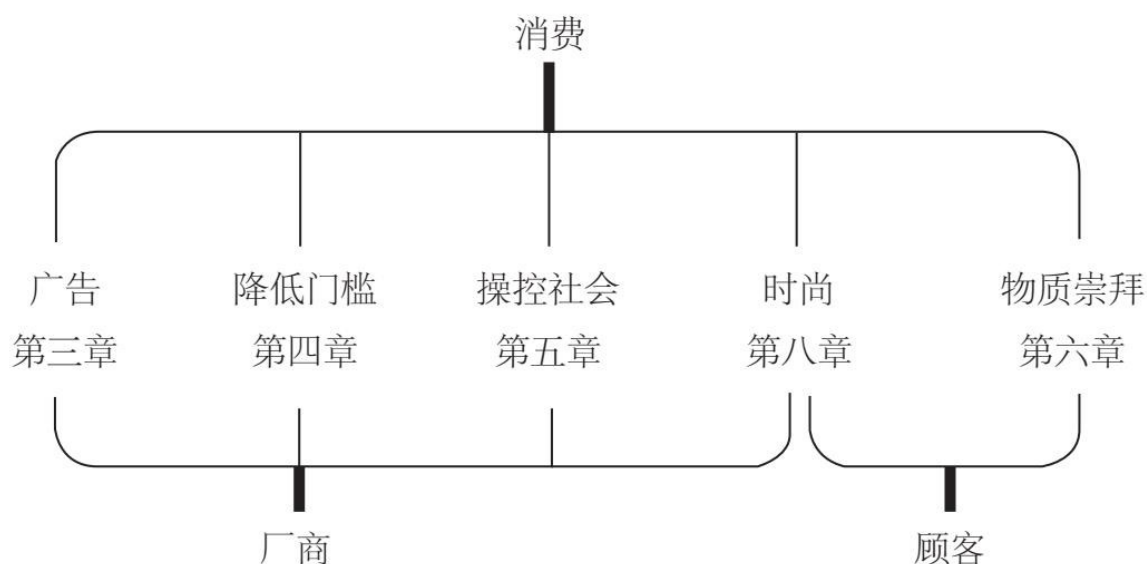 消费
广告 降低门槛 操控社会 时尚 物质崇拜
第三章 第四章 第五章 第八章 第六章
厂商 顾客